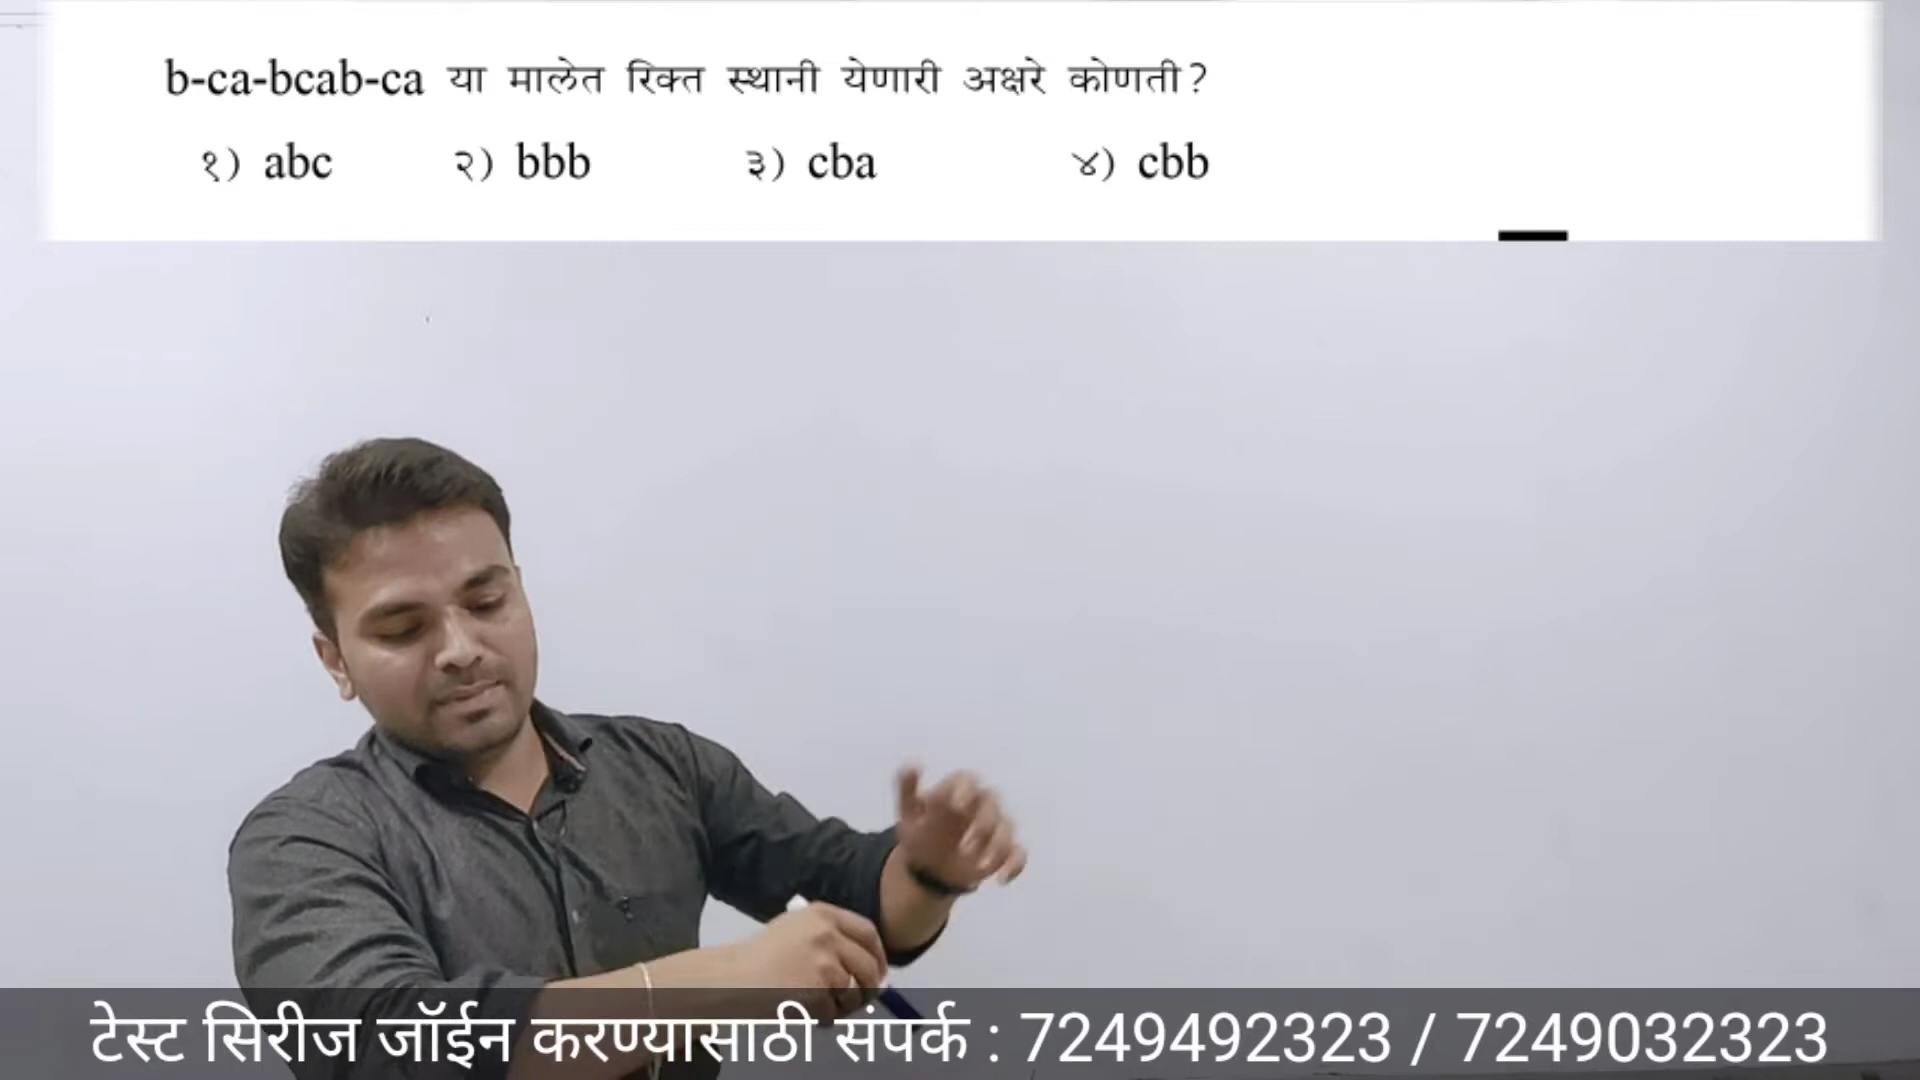 b-ca-bcab-ca या मालेत रिक्त स्थानी येणारी अक्षरे कोणती?
१) abc २) bbb ३) cba ४) cbb
टेस्ट सिरीज जॉईन करण्यासाठी संपर्क : 7249492323 / 7249032323